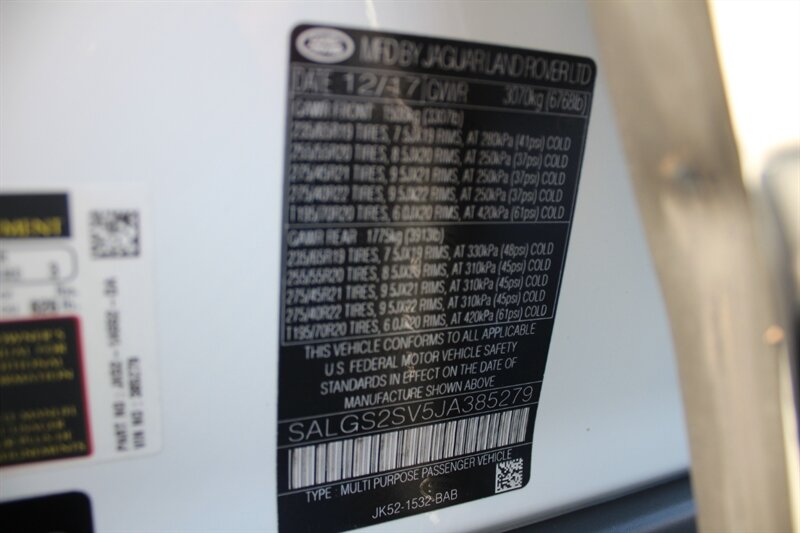 MFD BY JAGUAR LAND ROVER LTD
DATE 12/17 GVWR 3070kg (6768lb)
GAWR FRONT 1500kg (3307lb)
235/65R19 TIRES, 7.5JX19 RIMS, AT 280kPa (41psi) COLD
255/55R20 TIRES, 8.5JX20 RIMS, AT 250kPa (37psi) COLD
275/45R21 TIRES, 9.5JX21 RIMS, AT 250kPa (37psi) COLD
275/40R22 TIRES, 9.5JX22 RIMS, AT 250kPa (37psi) COLD
T195/70R20 TIRES, 6.0JX20 RIMS, AT 420kPa (61psi) COLD
GAWR REAR 1775kg (3913lb)
235/65R19 TIRES, 7.5JX19 RIMS, AT 330kPa (48psi) COLD
255/55R20 TIRES, 8.5JX20 RIMS, AT 310kPa (45psi) COLD
275/45R21 TIRES, 9.5JX21 RIMS, AT 310kPa (45psi) COLD
275/40R22 TIRES, 9.5JX22 RIMS, AT 310kPa (45psi) COLD
T195/70R20 TIRES, 6.0JX20 RIMS, AT 420kPa (61psi) COLD
THIS VEHICLE CONFORMS TO ALL APPLICABLE
U.S. FEDERAL MOTOR VEHICLE SAFETY
STANDARDS IN EFFECT ON THE DATE OF
MANUFACTURE SHOWN ABOVE
SALGS2SV5JA385279
TYPE: MULTI PURPOSE PASSENGER VEHICLE
JK52-1532-BAB
PART NO
VIN NO 385279